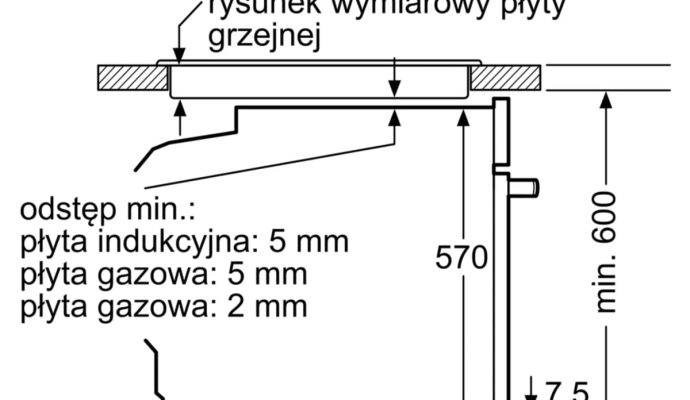 rysunek wymiarowy płyty
grzejnej
odstęp min.:
płyta indukcyjna: 5 mm
płyta gazowa: 5 mm
płyta gazowa: 2 mm
570
min. 600
7,5